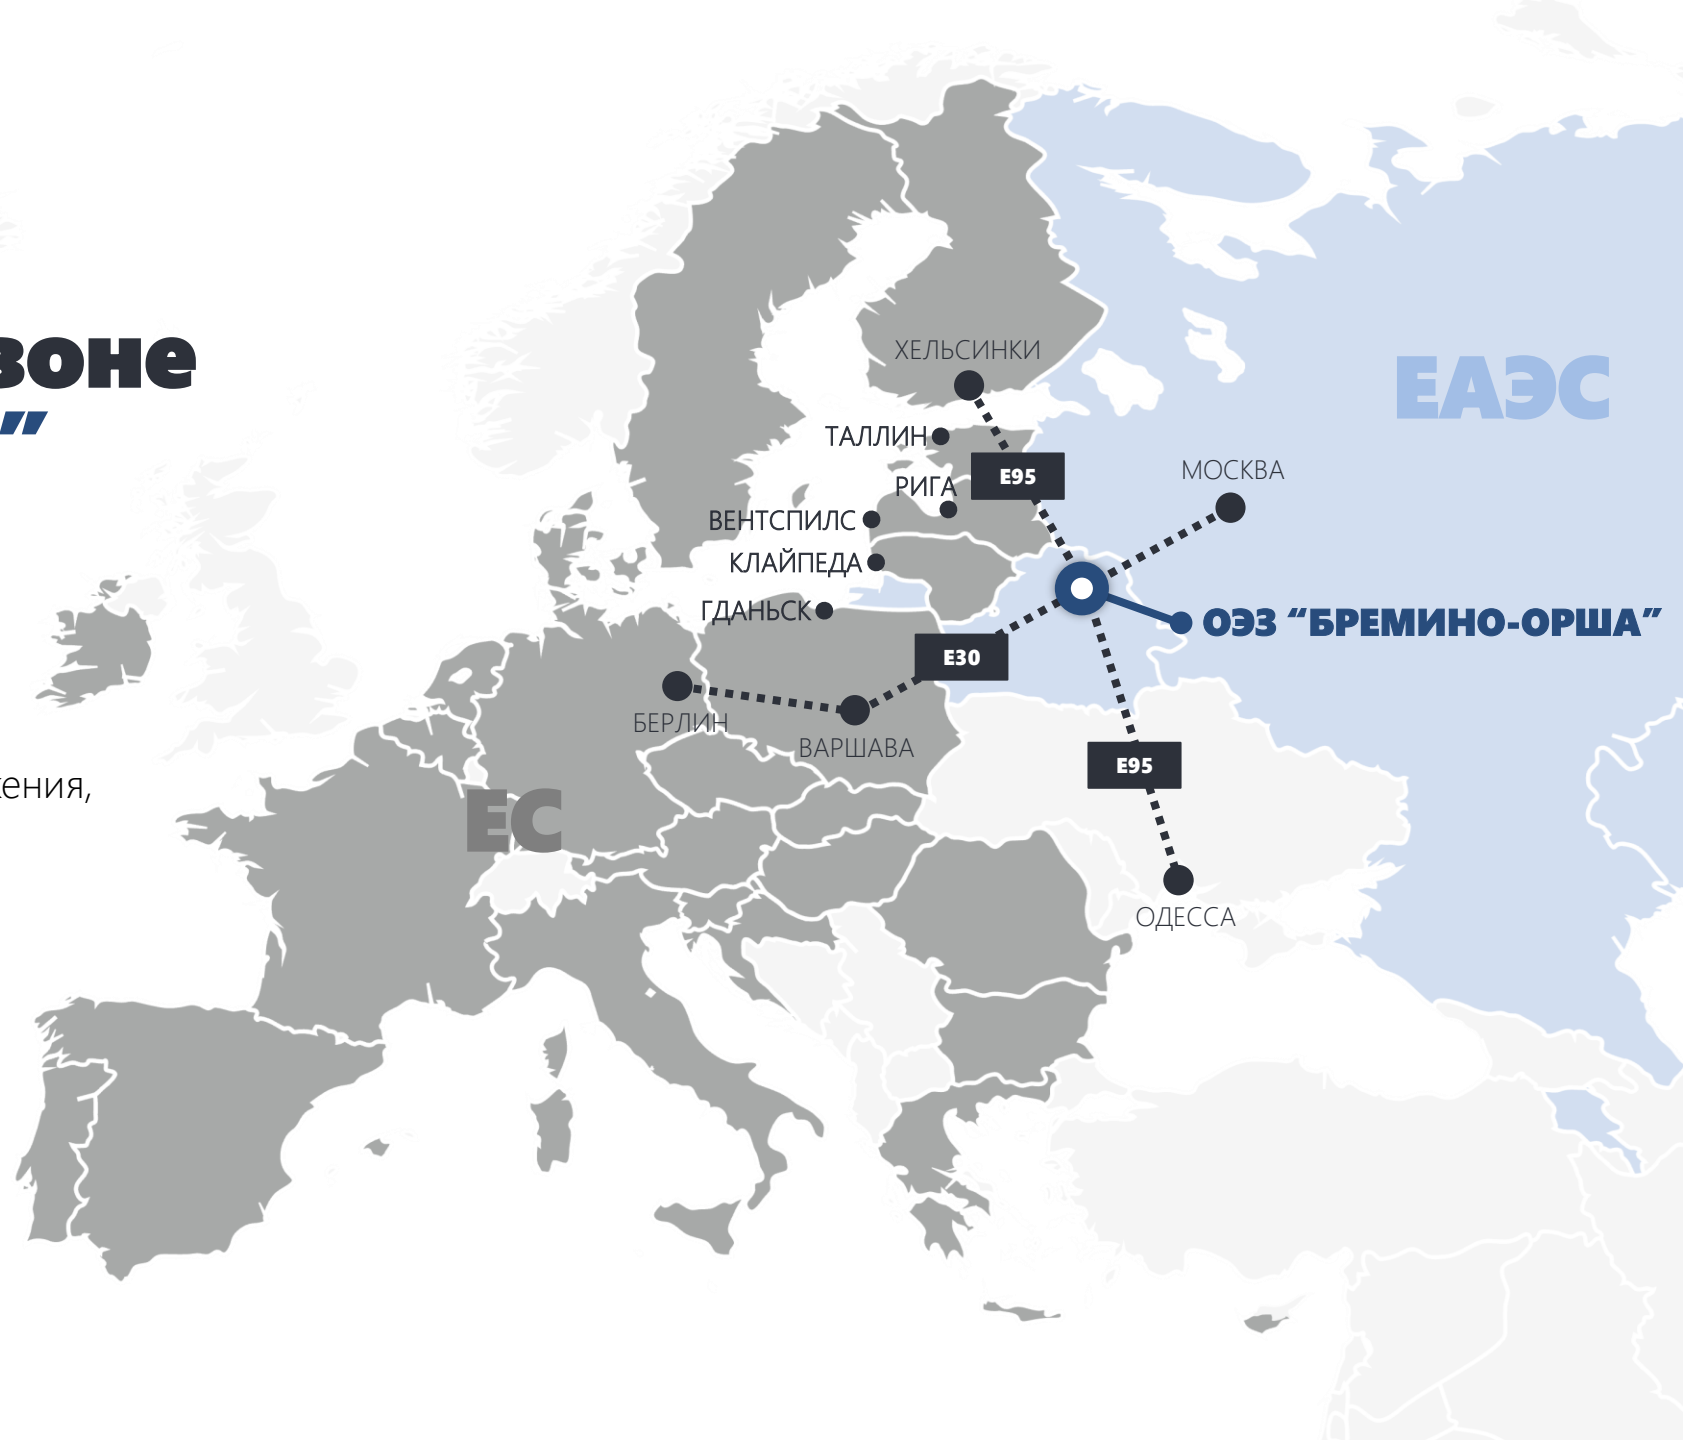 зоне
”
ХЕЛЬСИНКИ
ЕАЭС
ТАЛЛИН
E95
МОСКВА
РИГА
ВЕНТСПИЛС
КЛАЙПЕДА
ГДАНЬСК
ОЭЗ “БРЕМИНО-ОРША”
E30
БЕРЛИН
ВАРШАВА
E95
ения,
ЕС
ОДЕССА